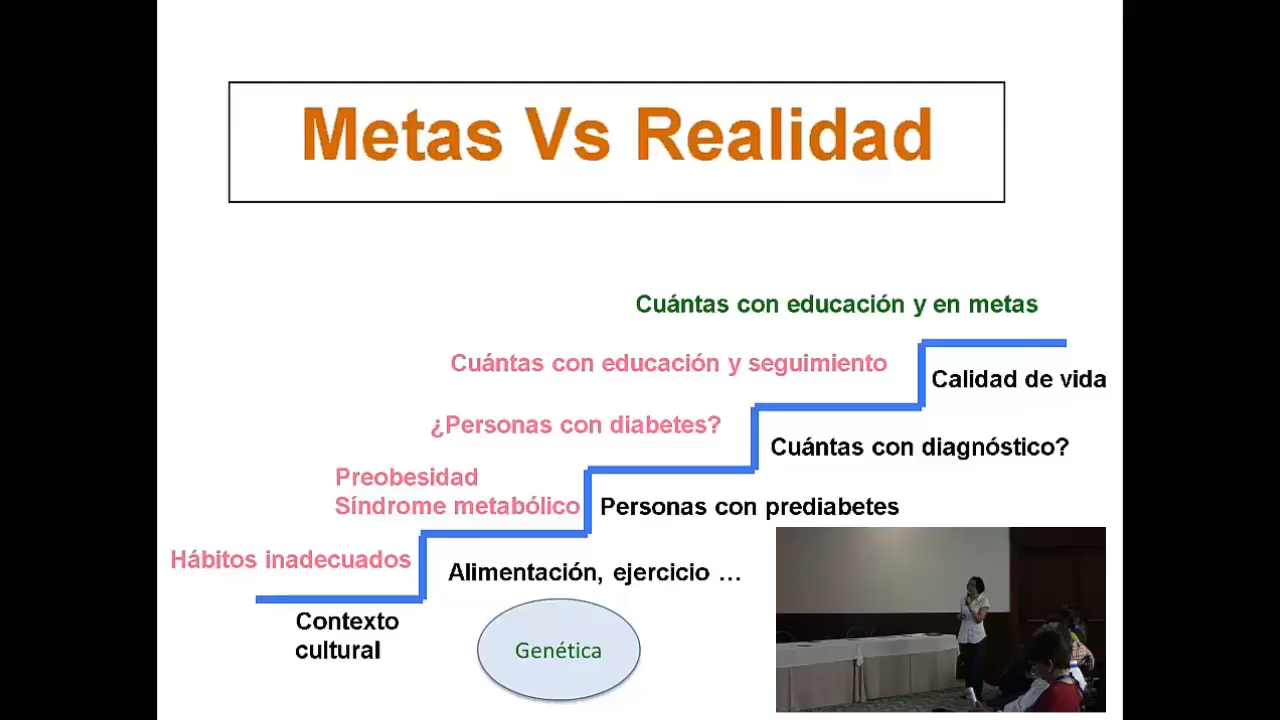 Metas Vs Realidad
Cuántas con educación y en metas
Cuántas con educación y seguimiento
Calidad de vida
¿Personas con diabetes?
Cuántas con diagnóstico?
Preobesidad
Síndrome metabólico
Personas con prediabetes
Hábitos inadecuados
Alimentación, ejercicio …
Contexto
cultural
Genética